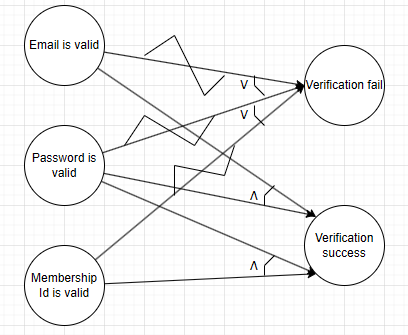 Email is valid
V
Verification fail
V
Password is
valid
Λ
Verification
success
Λ
Membership
Id is valid